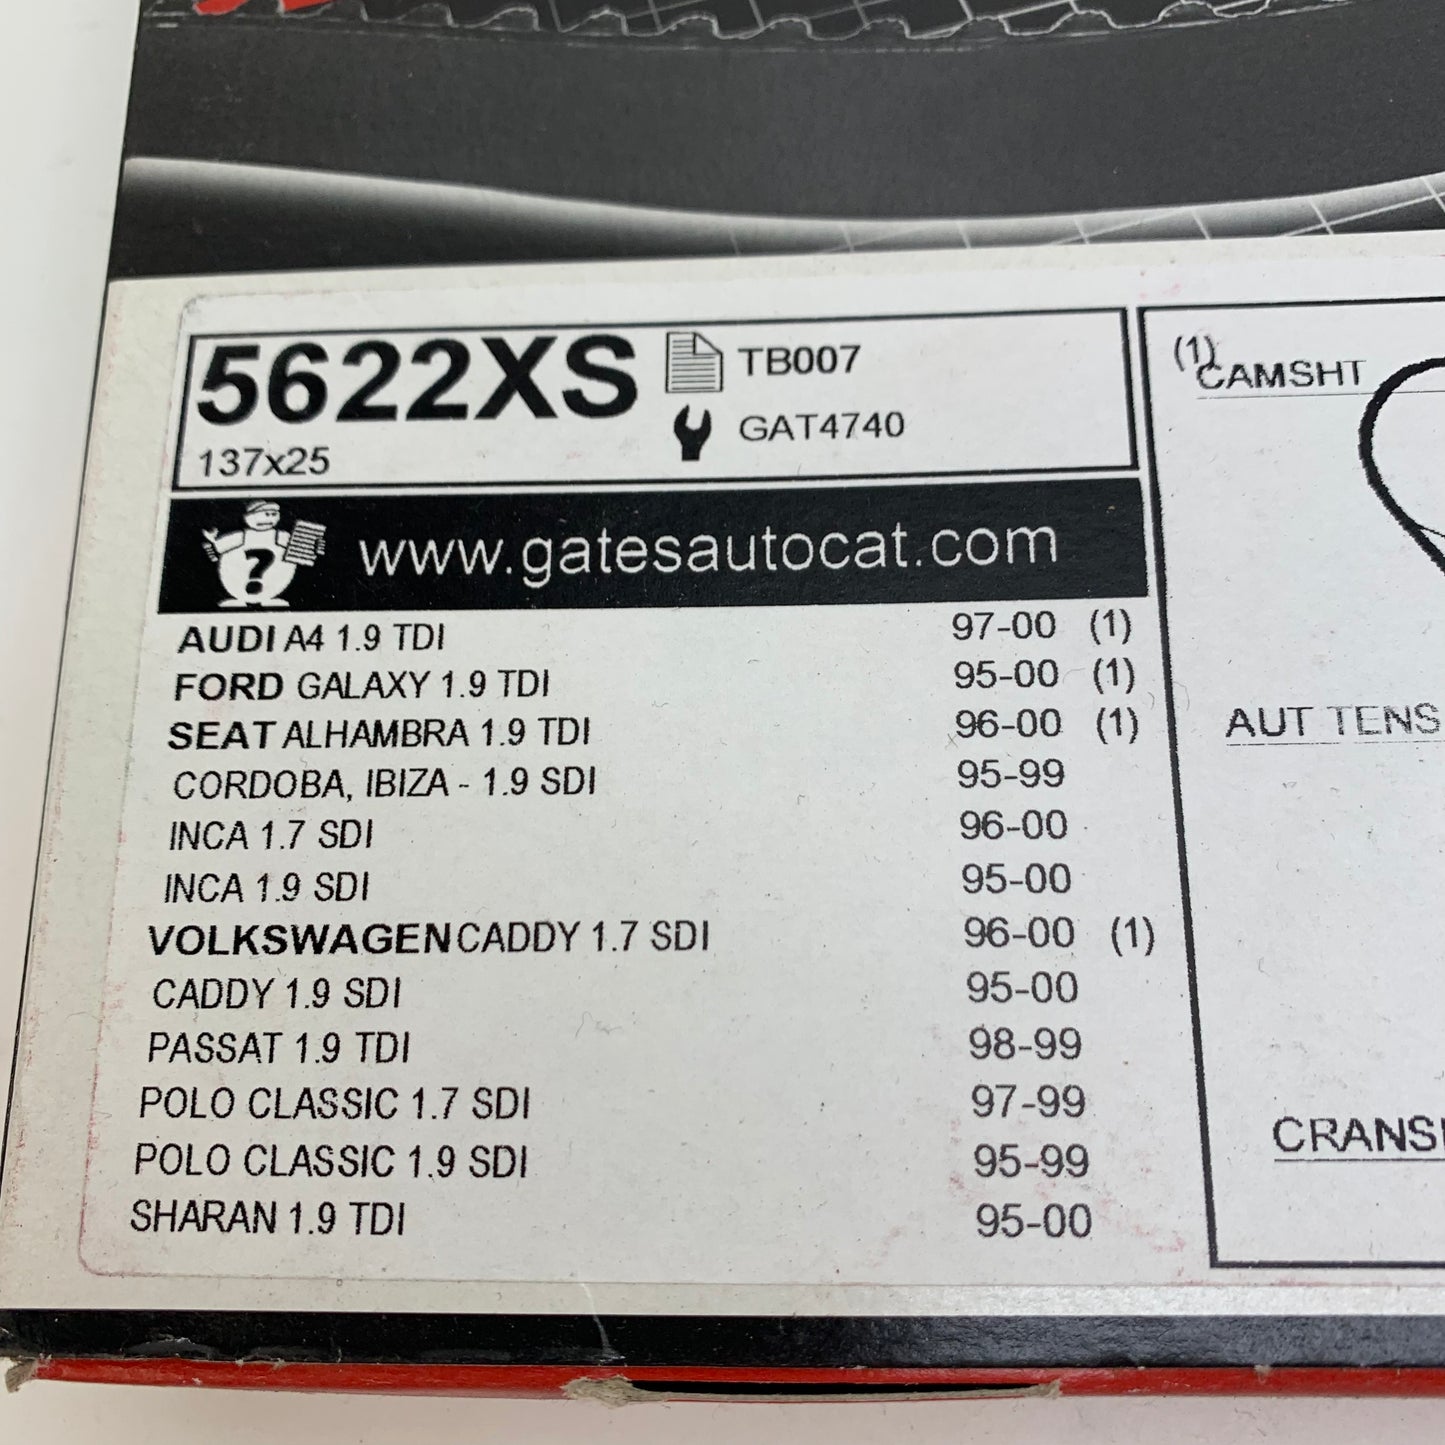 5622XS TB007
GAT4740
137x25
www.gatesautocat.com
AUDI A4 1.9 TDI 97-00 (1)
FORD GALAXY 1.9 TDI 95-00 (1)
SEAT ALHAMBRA 1.9 TDI 96-00 (1)
CORDOBA, IBIZA - 1.9 SDI 95-99
INCA 1.7 SDI 96-00
INCA 1.9 SDI 95-00
VOLKSWAGEN CADDY 1.7 SDI 96-00 (1)
CADDY 1.9 SDI 95-00
PASSAT 1.9 TDI 98-99
POLO CLASSIC 1.7 SDI 97-99
POLO CLASSIC 1.9 SDI 95-99
SHARAN 1.9 TDI 95-00
(1)
CAMSHT
AUT TENS